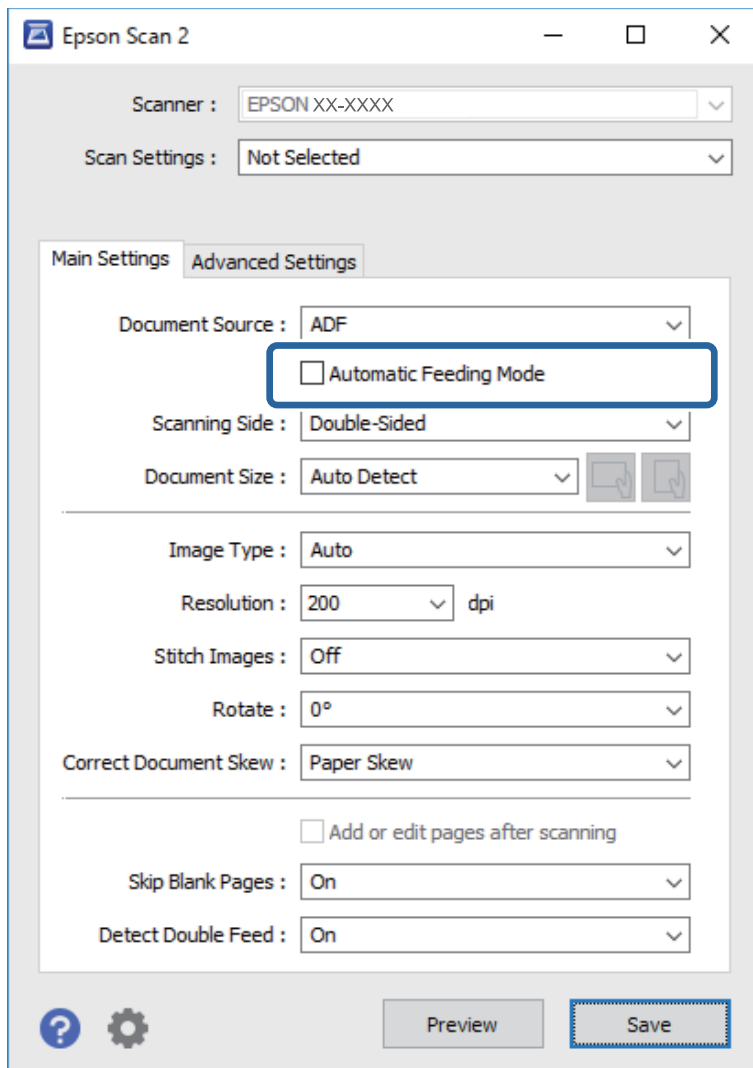 Epson Scan 2
Scanner : EPSON XX-XXXX
Scan Settings : Not Selected
Main Settings Advanced Settings
Document Source : ADF
Automatic Feeding Mode
Scanning Side : Double-Sided
Document Size : Auto Detect
Image Type : Auto
Resolution : 200 dpi
Stitch Images : Off
Rotate : 0°
Correct Document Skew : Paper Skew
Add or edit pages after scanning
Skip Blank Pages : On
Detect Double Feed : On
? Preview Save